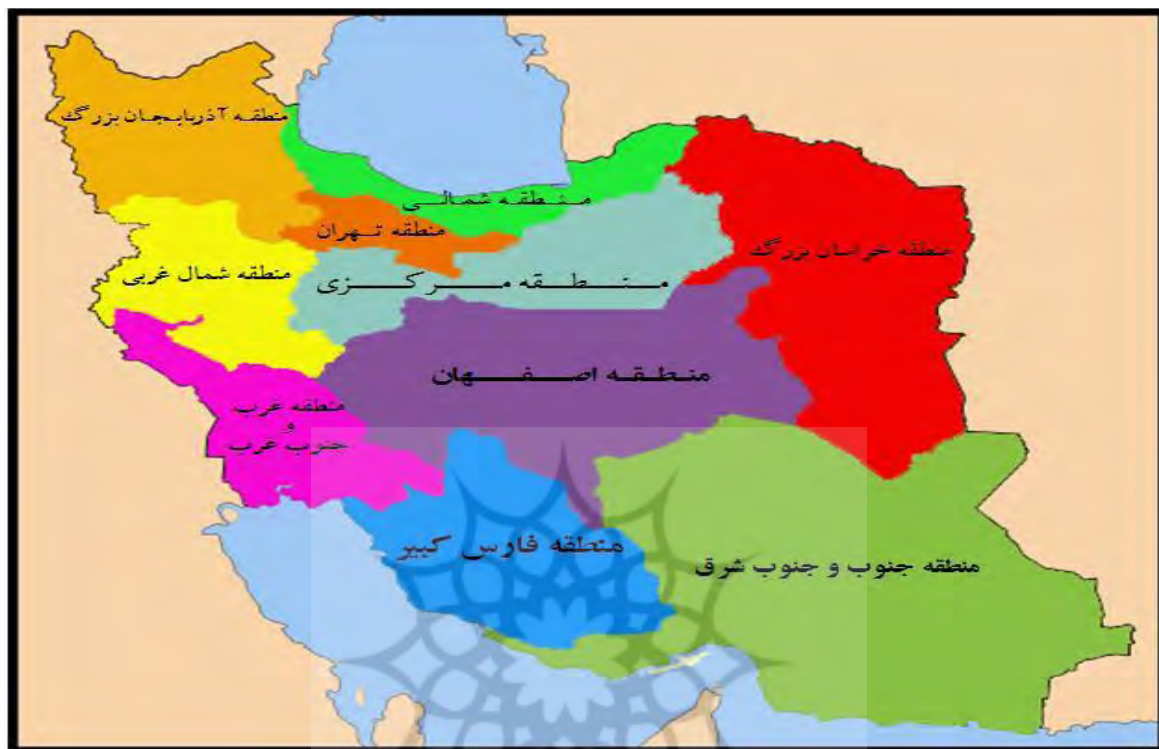 منطقه آذربایجان بزرگ
منطقه شمالی
منطقه تهران
منطقه خراسان بزرگ
منطقه شمال غربی
منطقه مرکزی
منطقه اصفهان
منطقه غرب
و
جنوب غرب
منطقه فارس کبیر
منطقه جنوب و جنوب شرق